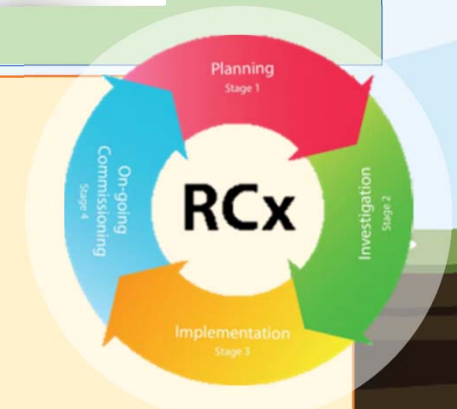 Planning
Stage 1
Investigation
Stage 2
Implementation
Stage 3
On-going
Commissioning
Stage 4
RCx